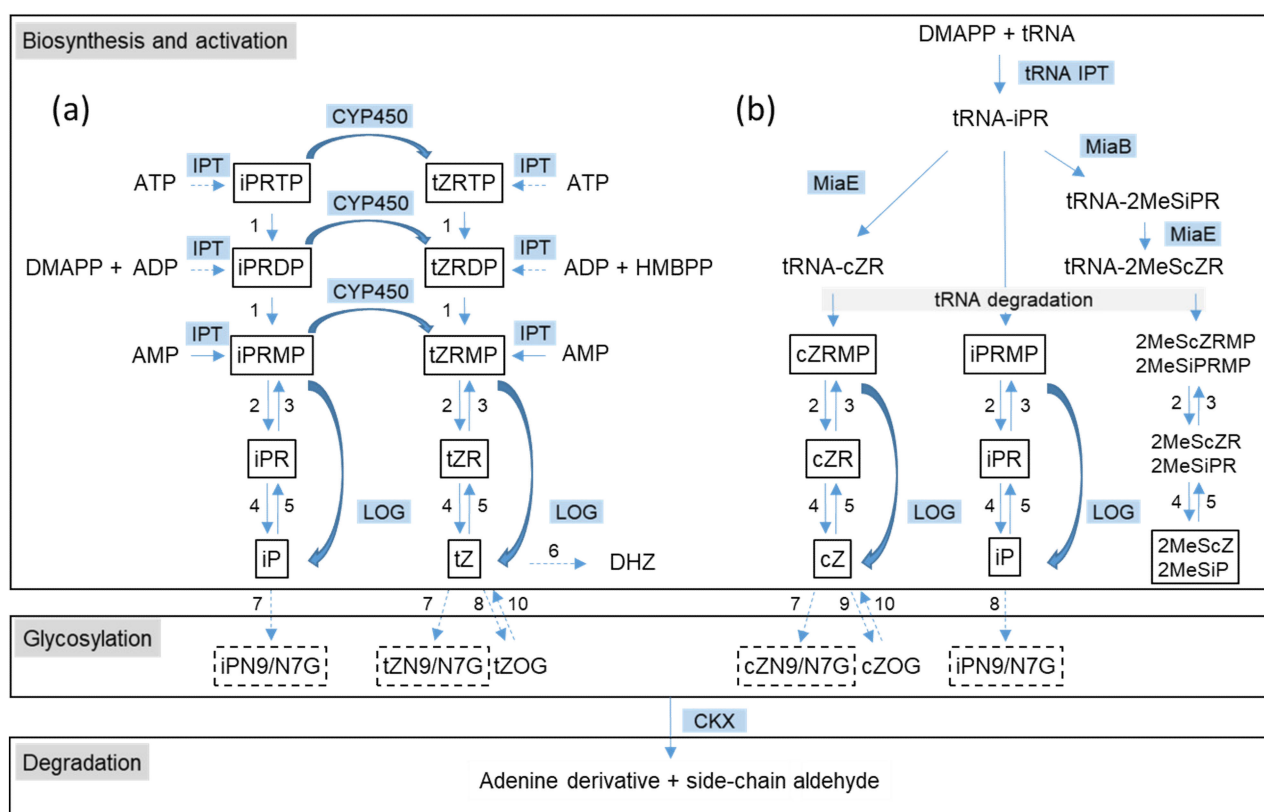 Biosynthesis and activation
(a)
CYP450
IPT
IPT
ATP
iPRTP
tZRTP
ATP
1
1
CYP450
IPT
IPT
DMAPP + ADP
iPRDP
tZRDP
ADP + HMBPP
1
1
CYP450
IPT
IPT
AMP
iPRMP
tZRMP
AMP
2 3
2 3
iPR
tZR
4 5
4 5
LOG
LOG
iP
tZ
6
DHZ
(b)
DMAPP + tRNA
tRNA IPT
tRNA-iPR
MiaB
MiaE
tRNA-2MeSiPR
MiaE
tRNA-cZR
tRNA-2MeScZR
tRNA degradation
cZRMP
iPRMP
2MeScZRMP
2MeSiPRMP
2 3
2 3
2 3
cZR
iPR
2MeScZR
2MeSiPR
4 5
4 5
4 5
LOG
LOG
cZ
iP
2MeScZ
2MeSiP
7
7 8 10
7 9 10
8
Glycosylation
iPN9/N7G
tZN9/N7G tZOG
cZN9/N7G cZOG
iPN9/N7G
CKX
Degradation
Adenine derivative + side-chain aldehyde